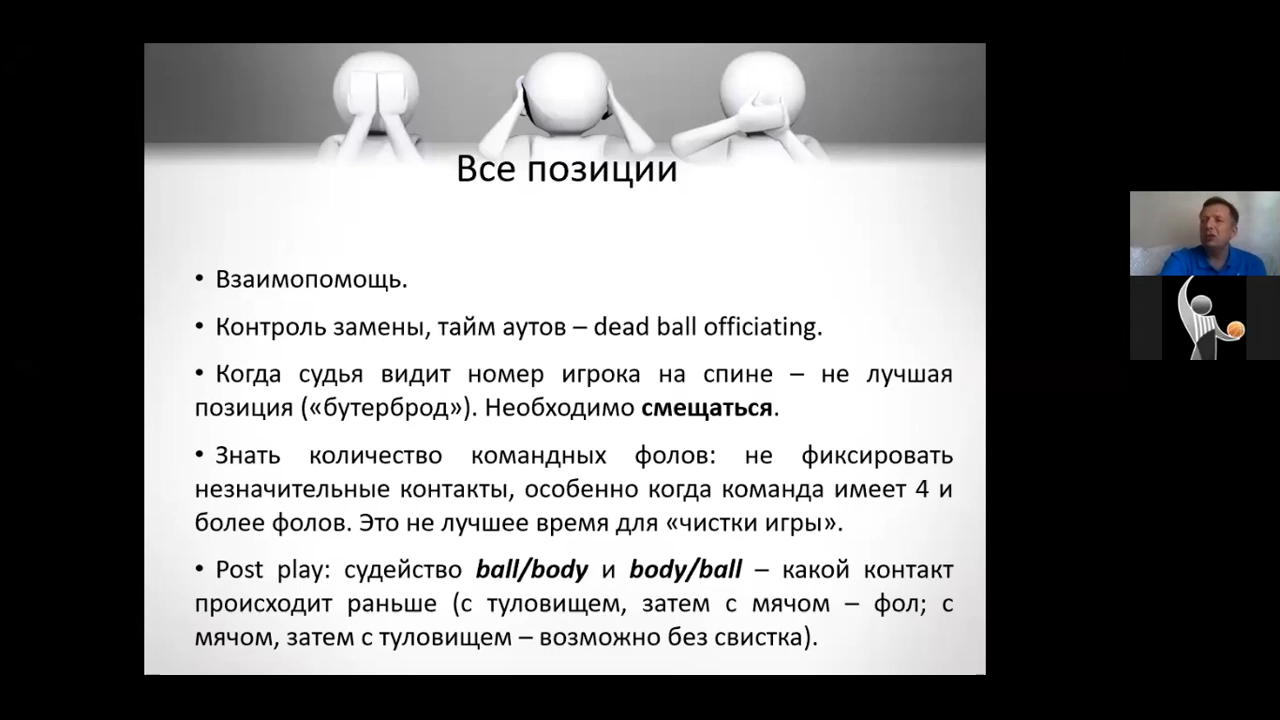 Все позиции
• Взаимопомощь.
• Контроль замены, тайм аутов – dead ball officiating.
• Когда судья видит номер игрока на спине – не лучшая
позиция («бутерброд»). Необходимо смещаться.
• Знать количество командных фолов: не фиксировать
незначительные контакты, особенно когда команда имеет 4 и
более фолов. Это не лучшее время для «чистки игры».
• Post play: судейство ball/body и body/ball – какой контакт
происходит раньше (с туловищем, затем с мячом – фол; с
мячом, затем с туловищем – возможно без свистка).